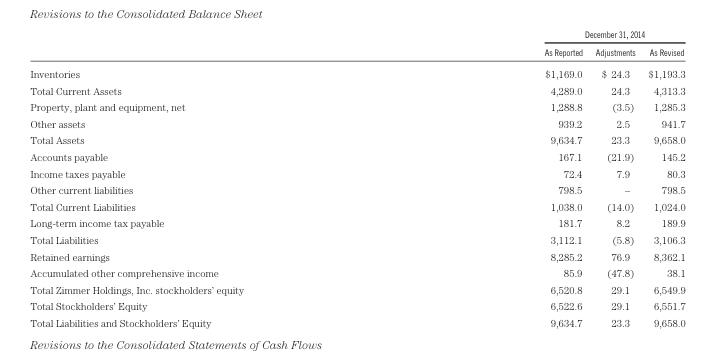 Revisions to the Consolidated Balance Sheet
December 31, 2014
As Reported Adjustments As Revised
Inventories $1,169.0 $ 24.3 $1,193.3
Total Current Assets 4,289.0 24.3 4,313.3
Property, plant and equipment, net 1,288.8 (3.5) 1,285.3
Other assets 939.2 2.5 941.7
Total Assets 9,634.7 23.3 9,658.0
Accounts payable 167.1 (21.9) 145.2
Income taxes payable 72.4 7.9 80.3
Other current liabilities 798.5 – 798.5
Total Current Liabilities 1,038.0 (14.0) 1,024.0
Long-term income tax payable 181.7 8.2 189.9
Total Liabilities 3,112.1 (5.8) 3,106.3
Retained earnings 8,285.2 76.9 8,362.1
Accumulated other comprehensive income 85.9 (47.8) 38.1
Total Zimmer Holdings, Inc. stockholders' equity 6,520.8 29.1 6,549.9
Total Stockholders' Equity 6,522.6 29.1 6,551.7
Total Liabilities and Stockholders' Equity 9,634.7 23.3 9,658.0
Revisions to the Consolidated Statements of Cash Flows